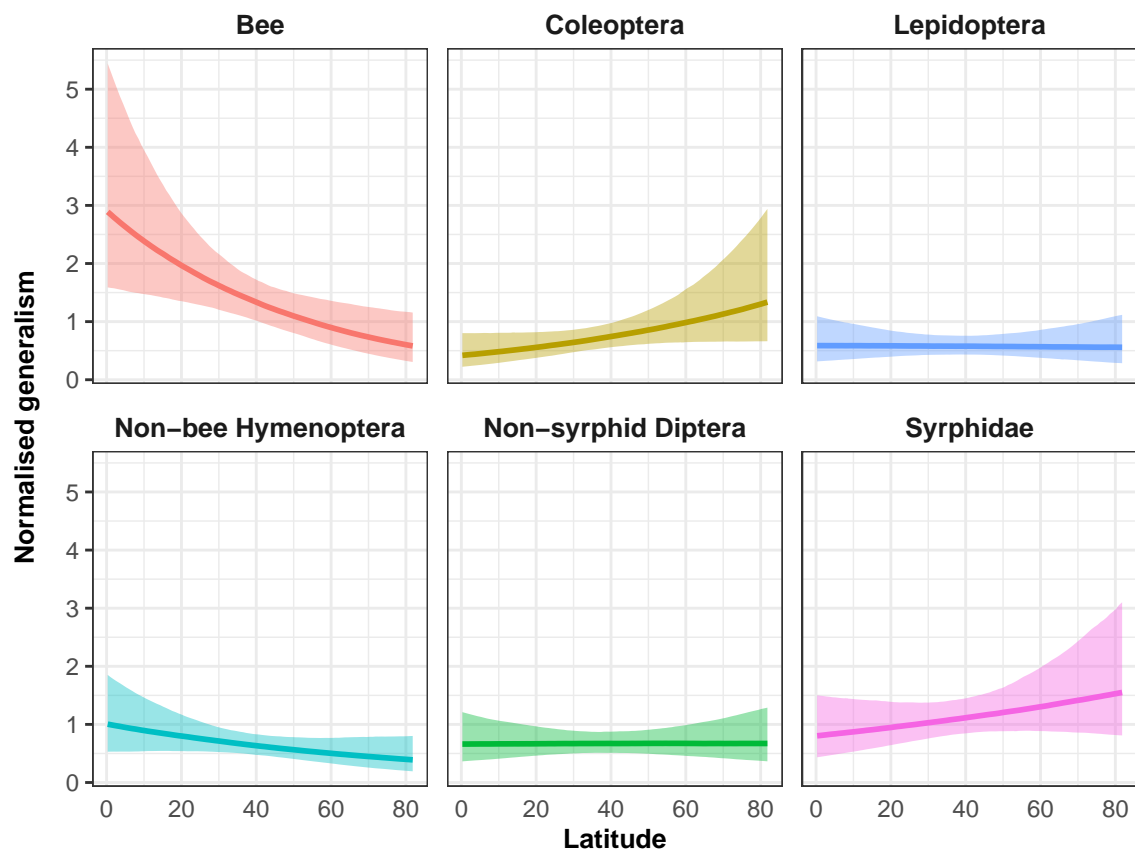 Bee Coleoptera Lepidoptera
5
4
3
2
1
0
Normalised generalism
Non−bee Hymenoptera Non−syrphid Diptera Syrphidae
5
4
3
2
1
0
0 20 40 60 80 0 20 40 60 80 0 20 40 60 80
Latitude